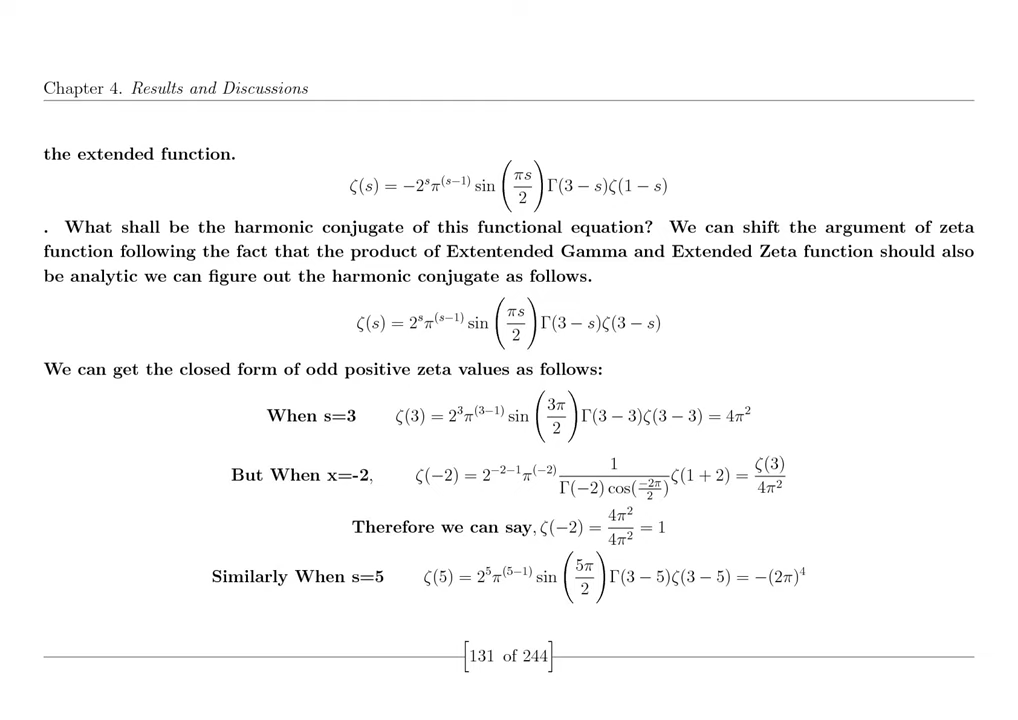 Chapter 4. Results and Discussions
the extended function.
ζ(s) = −2^s π^(s−1) sin(πs/2) Γ(3 − s)ζ(1 − s)
. What shall be the harmonic conjugate of this functional equation? We can shift the argument of zeta
function following the fact that the product of Extentended Gamma and Extended Zeta function should also
be analytic we can figure out the harmonic conjugate as follows.
ζ(s) = 2^s π^(s−1) sin(πs/2) Γ(3 − s)ζ(3 − s)
We can get the closed form of odd positive zeta values as follows:
When s=3 ζ(3) = 2^3 π^(3−1) sin(3π/2) Γ(3 − 3)ζ(3 − 3) = 4π^2
But When x=-2, ζ(−2) = 2^−2−1 π^(−2) 1/(Γ(−2) cos(−2π/2)) ζ(1 + 2) = ζ(3)/4π^2
Therefore we can say, ζ(−2) = 4π^2/4π^2 = 1
Similarly When s=5 ζ(5) = 2^5 π^(5−1) sin(5π/2) Γ(3 − 5)ζ(3 − 5) = −(2π)^4
[131 of 244]